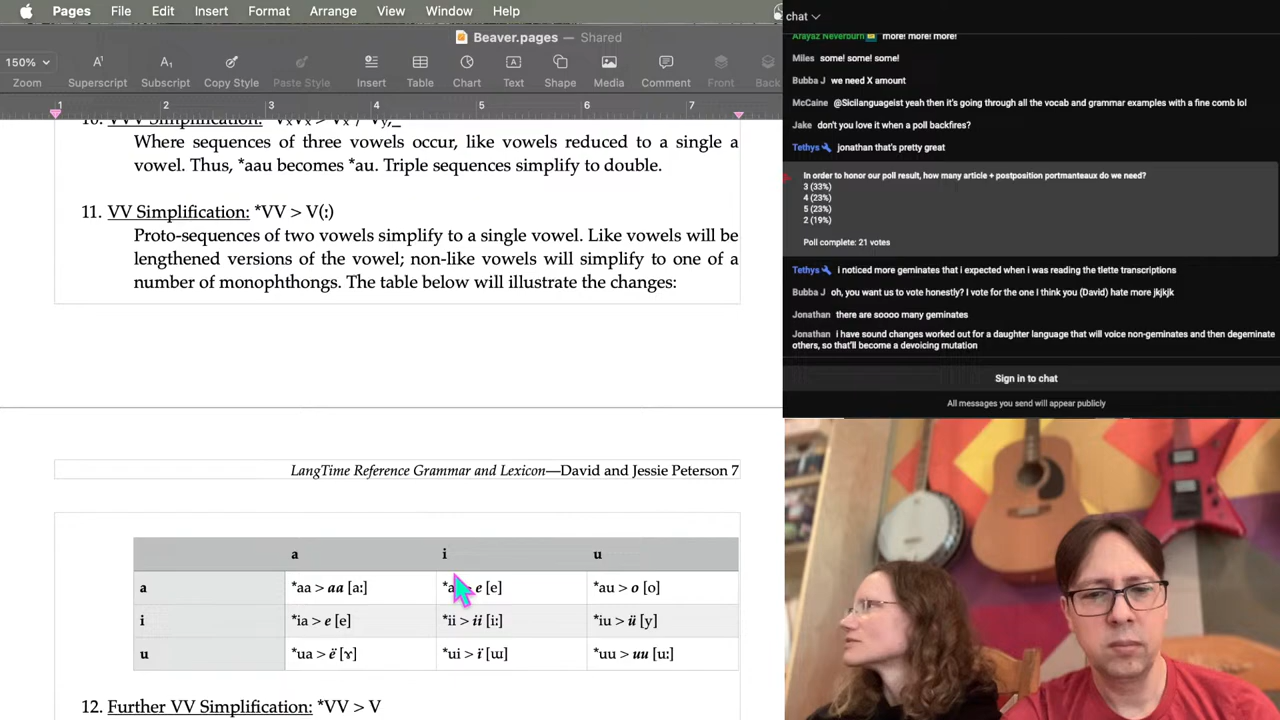 Pages File Edit Insert Format Arrange View Window Help
Beaver.pages — Shared
150%
Zoom Superscript Subscript Copy Style Paste Style Insert Table Chart Text Shape Media Comment Front Back
1 2 3 4 5 6 7
Where sequences of three vowels occur, like vowels reduced to a single a
vowel. Thus, *aau becomes *au. Triple sequences simplify to double.
11. VV Simplification: *VV > V(:)
Proto-sequences of two vowels simplify to a single vowel. Like vowels will be
lengthened versions of the vowel; non-like vowels will simplify to one of a
number of monophthongs. The table below will illustrate the changes:
LangTime Reference Grammar and Lexicon—David and Jessie Peterson 7
a i u
a *aa > aa [a:] e [e] *au > o [o]
i *ia > e [e] *ii > ii [i:] *iu > ü [y]
u *ua > ë [ɤ] *ui > ï [ɯ] *uu > uu [u:]
12. Further VV Simplification: *VV > V
chat
Arayaz Neverburn more! more! more!
Miles some! some! some!
Bubba J we need X amount
McCaine @Sicilanguageist yeah then it's going through all the vocab and grammar examples with a fine comb lol
Jake don't you love it when a poll backfires?
Tethys jonathan that's pretty great
In order to honor our poll result, how many article + postposition portmanteaux do we need?
3 (33%)
4 (23%)
5 (23%)
2 (19%)
Poll complete: 21 votes
Tethys i noticed more geminates that i expected when i was reading the tlette transcriptions
Bubba J oh, you want us to vote honestly? I vote for the one I think you (David) hate more jkjkjk
Jonathan there are soooo many geminates
Jonathan i have sound changes worked out for a daughter language that will voice non-geminates and then degeminate
others, so that'll become a devoicing mutation
Sign in to chat
All messages you send will appear publicly